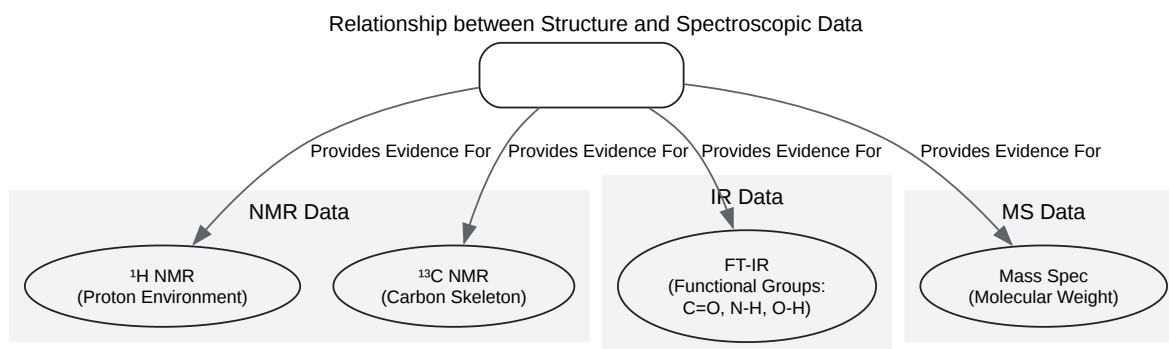 Relationship between Structure and Spectroscopic Data
Provides Evidence For
Provides Evidence For
Provides Evidence For
Provides Evidence For
NMR Data
IR Data
MS Data
¹H NMR
(Proton Environment)
¹³C NMR
(Carbon Skeleton)
FT-IR
(Functional Groups:
C=O, N-H, O-H)
Mass Spec
(Molecular Weight)